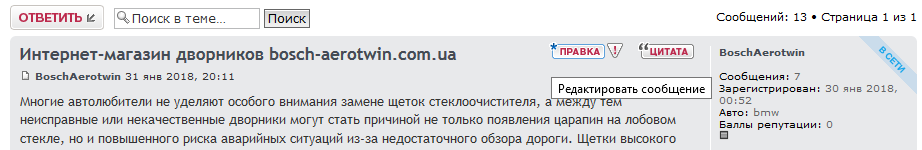 ОТВЕТИТЬ
Поиск в теме…
Поиск
Сообщений: 13 • Страница 1 из 1
Интернет-магазин дворников bosch-aerotwin.com.ua
ПРАВКА
!
ЦИТАТА
BoschAerotwin 31 янв 2018, 20:11
Редактировать сообщение
Многие автолюбители не уделяют особого внимания замене щеток стеклоочистителя, а между тем
неисправные или некачественные дворники могут стать причиной не только появления царапин на лобовом
стекле, но и повышенного риска аварийных ситуаций из-за недостаточного обзора дороги. Щетки высокого
BoschAerotwin
В СЕТИ
Сообщения: 7
Зарегистрирован: 30 янв 2018,
00:52
Авто: bmw
Баллы репутации: 0